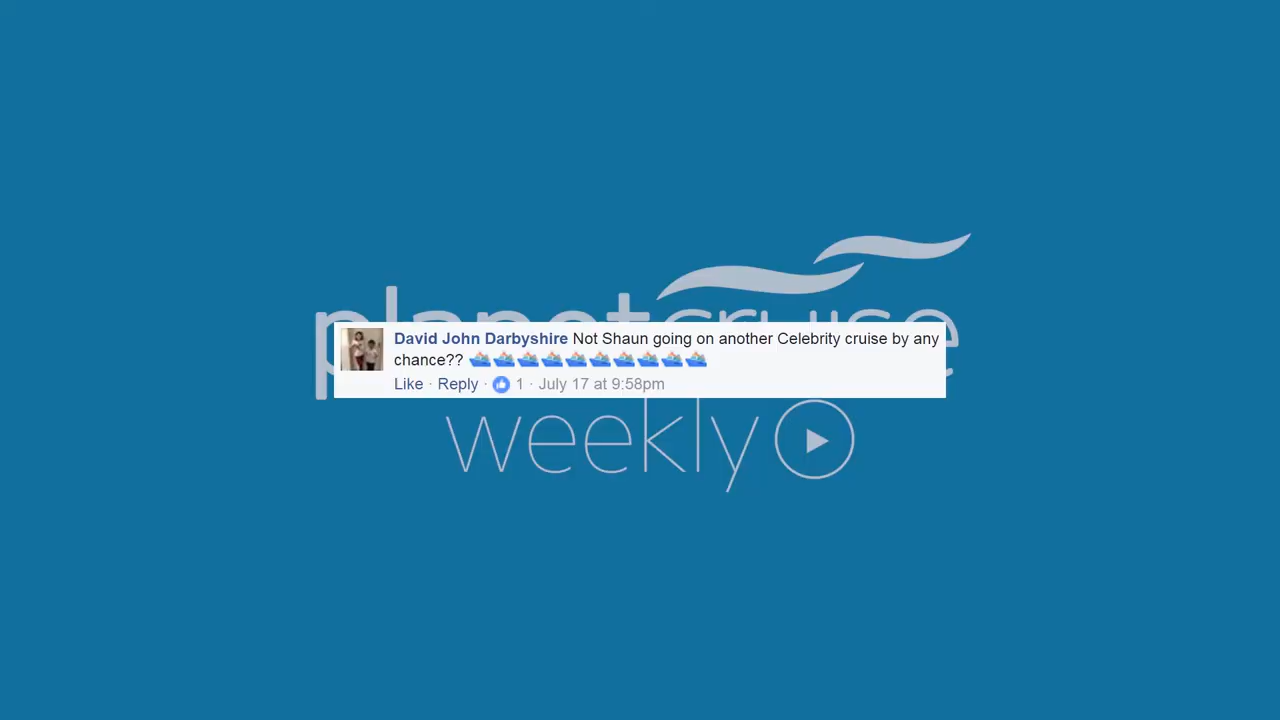 planetcruise
David John Darbyshire Not Shaun going on another Celebrity cruise by any
chance?? 🚣🚣🚣🚣🚣🚣🚣🚣🚣🚣
Like · Reply · 1 · July 17 at 9:58pm
weekly